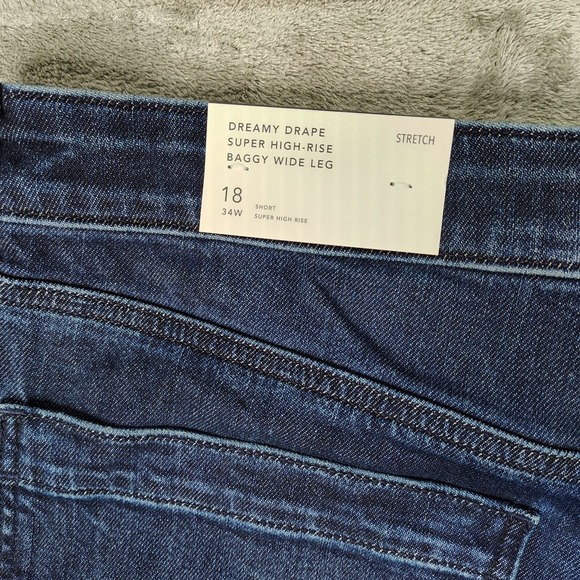 DREAMY DRAPE
SUPER HIGH-RISE
BAGGY WIDE LEG
STRETCH
18
34W
SHORT
SUPER HIGH RISE